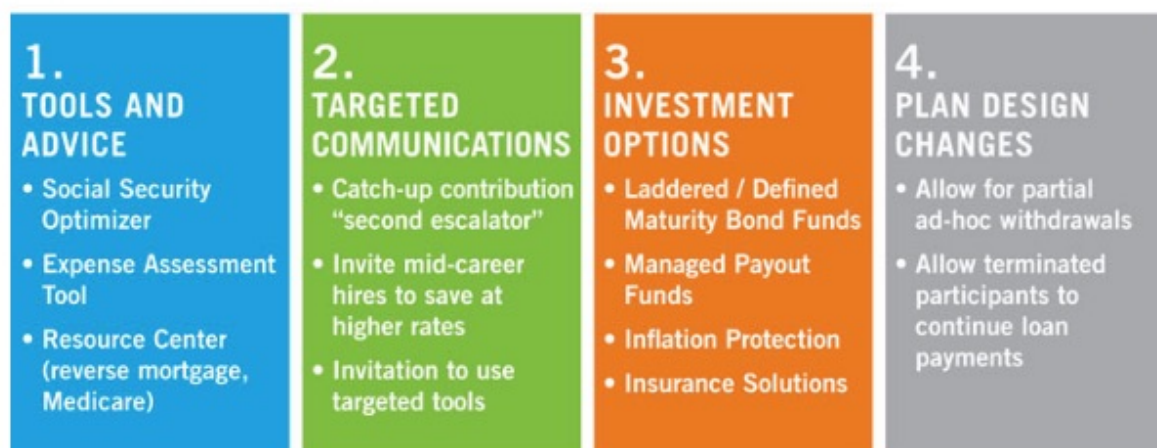 1.
TOOLS AND
ADVICE
• Social Security
Optimizer
• Expense Assessment
Tool
• Resource Center
(reverse mortgage,
Medicare)
2.
TARGETED
COMMUNICATIONS
• Catch-up contribution
“second escalator”
• Invite mid-career
hires to save at
higher rates
• Invitation to use
targeted tools
3.
INVESTMENT
OPTIONS
• Laddered / Defined
Maturity Bond Funds
• Managed Payout
Funds
• Inflation Protection
• Insurance Solutions
4.
PLAN DESIGN
CHANGES
• Allow for partial
ad-hoc withdrawals
• Allow terminated
participants to
continue loan
payments